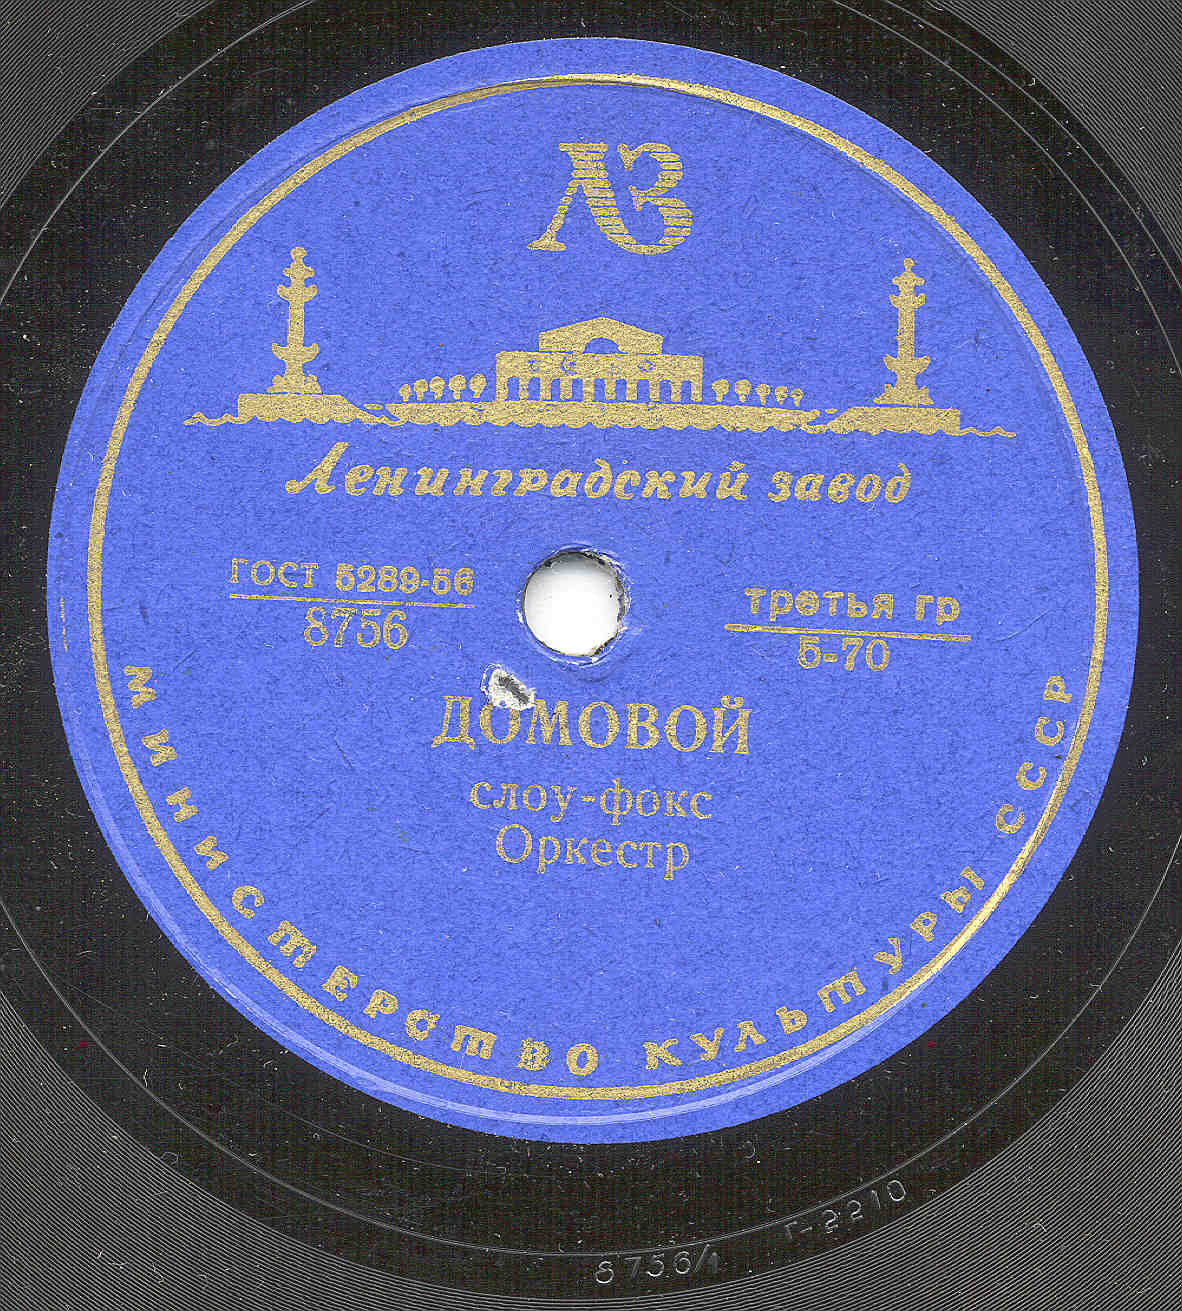 ЛЗ
Ленинградский завод
ГОСТ 5289-56
8756
третья гр
5-70
ДОМОВОЙ
слоу-фокс
Оркестр
МИНИСТЕРСТВО КУЛЬТУРЫ СССР
8756/1 Г-2210